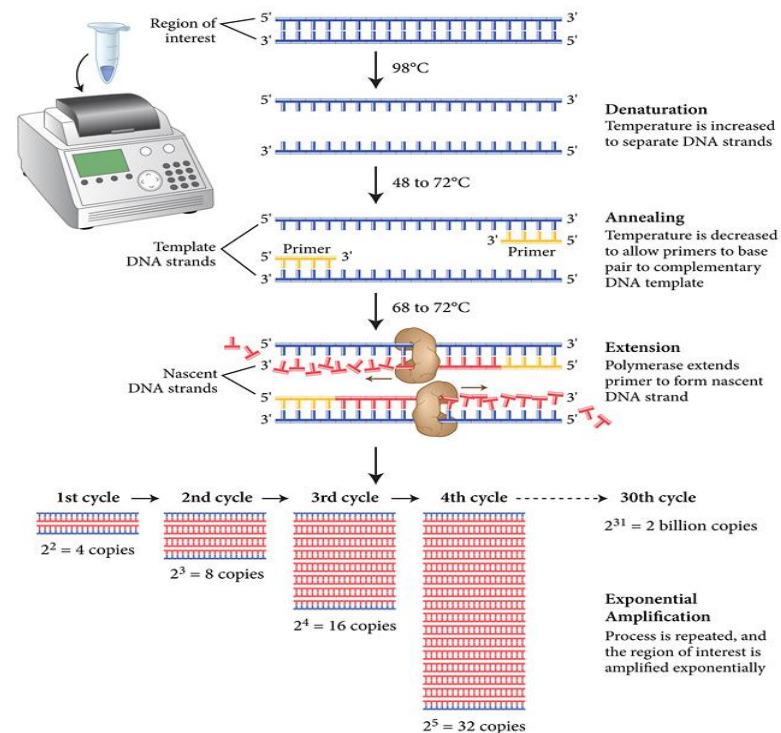 Region of
interest
5' 3'
3' 5'
98°C
5' 3'
3' 5'
Denaturation
Temperature is increased
to separate DNA strands
48 to 72°C
5' 3'
3' 5'
Primer
Template
DNA strands
5' Primer 3'
3' 5'
Annealing
Temperature is decreased
to allow primers to base
pair to complementary
DNA template
68 to 72°C
5' 3'
3' 5'
Nascent
DNA strands
5' 3'
3' 5'
Extension
Polymerase extends
primer to form nascent
DNA strand
1st cycle 2nd cycle 3rd cycle 4th cycle 30th cycle
2² = 4 copies
2³ = 8 copies
2⁴ = 16 copies
2⁵ = 32 copies
2³¹ = 2 billion copies
Exponential
Amplification
Process is repeated, and
the region of interest is
amplified exponentially